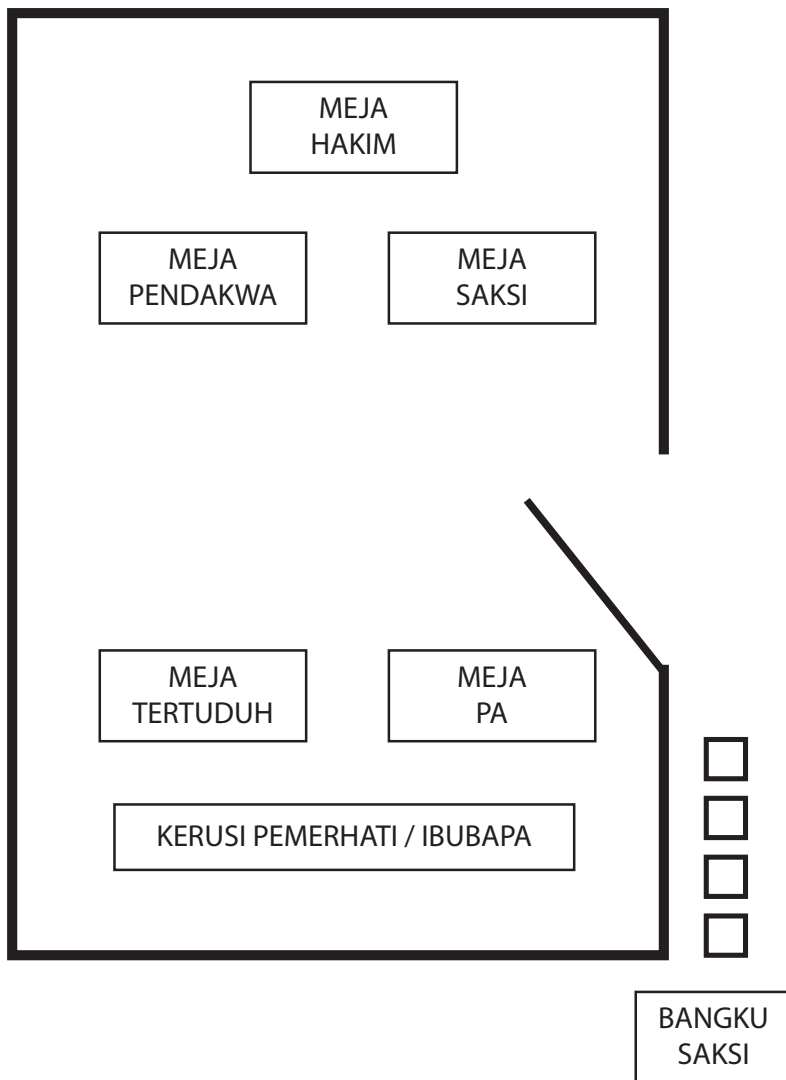 MEJA
HAKIM
MEJA
PENDAKWA
MEJA
SAKSI
MEJA
TERTUDUH
MEJA
PA
KERUSI PEMERHATI / IBUBAPA
BANGKU
SAKSI